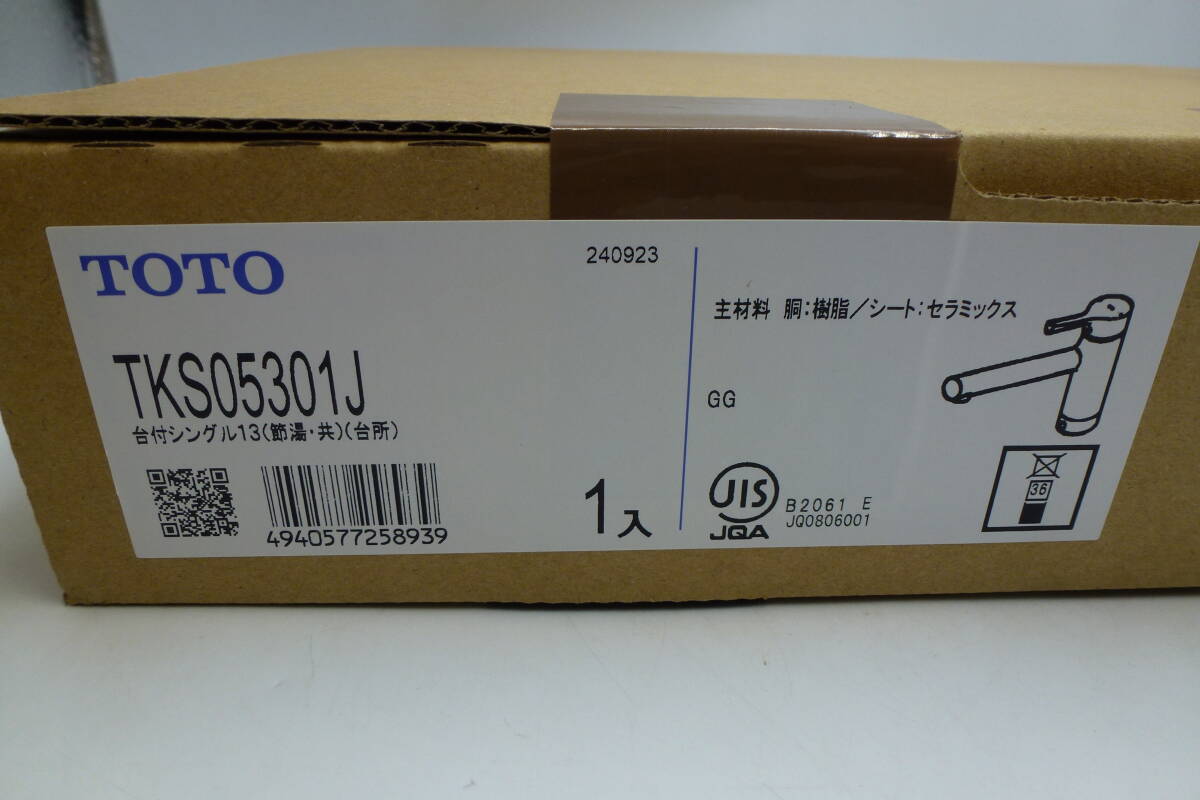 TOTO
240923
TKS05301J
台付シングル13(節湯・共)(台所)
4940577258939
1入
主材料 胴:樹脂/シート:セラミックス
GG
JIS
JQA
B2061 E
JQ0806001
36